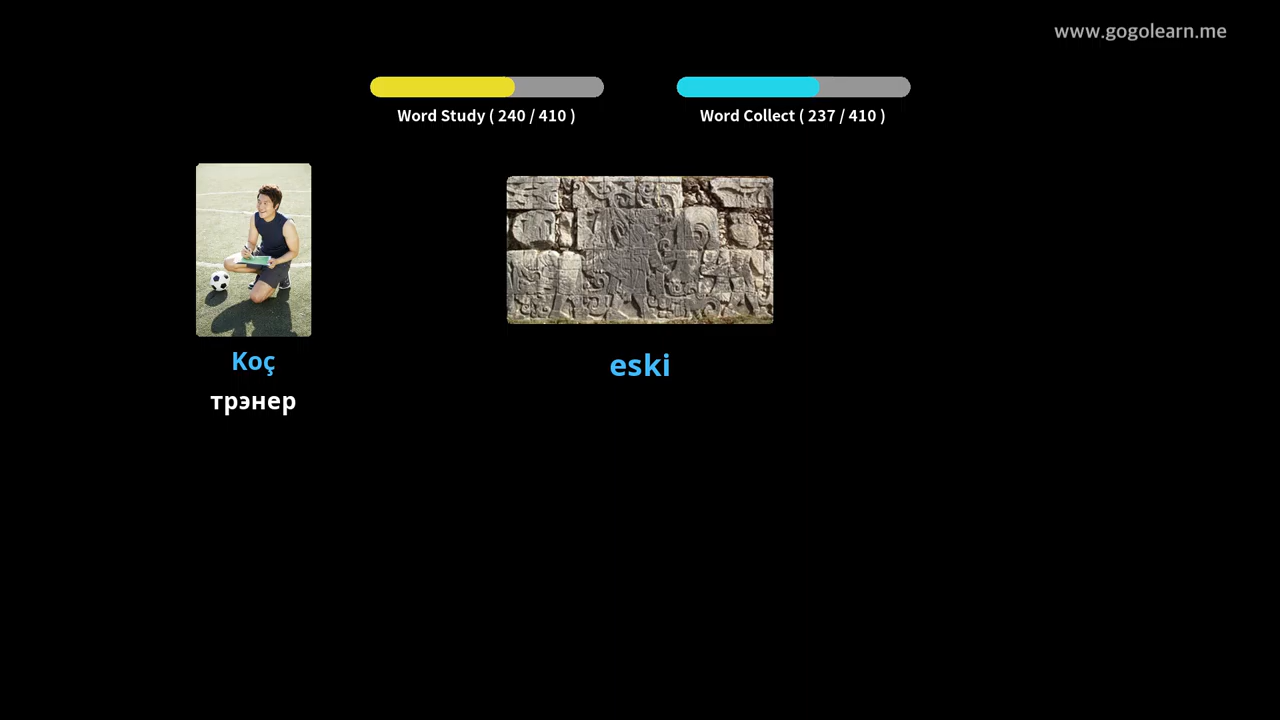 www.gogolearn.me
Word Study ( 240 / 410 )
Word Collect ( 237 / 410 )
Koç
трэнер
eski